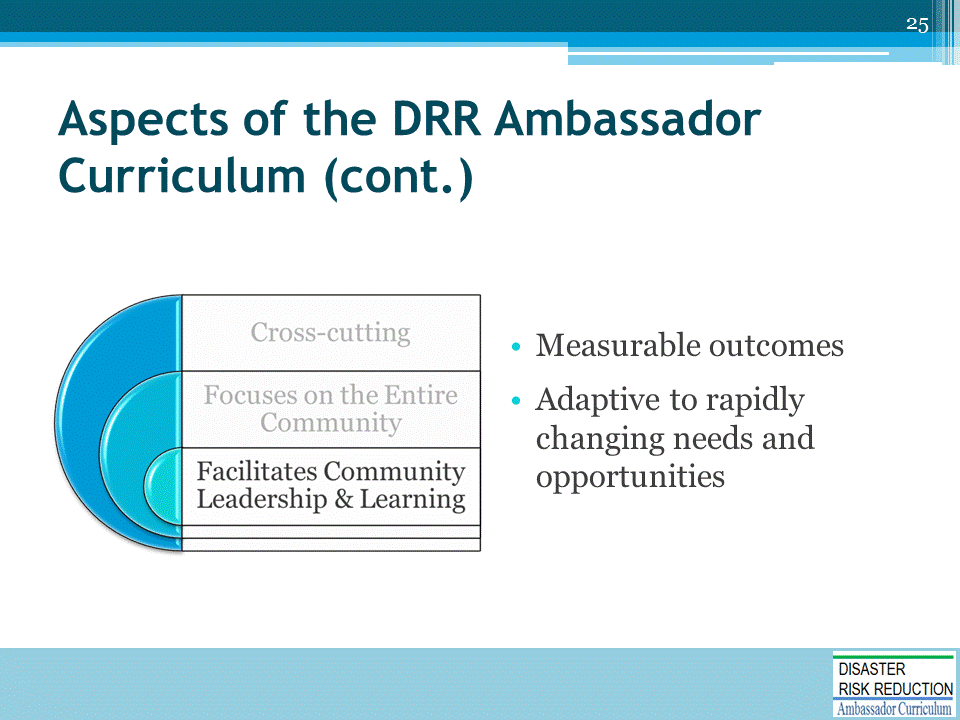 25
Aspects of the DRR Ambassador
Curriculum (cont.)
Cross-cutting
Focuses on the Entire
Community
Facilitates Community
Leadership & Learning
• Measurable outcomes
• Adaptive to rapidly
changing needs and
opportunities
DISASTER
RISK REDUCTION
Ambassador Curriculum